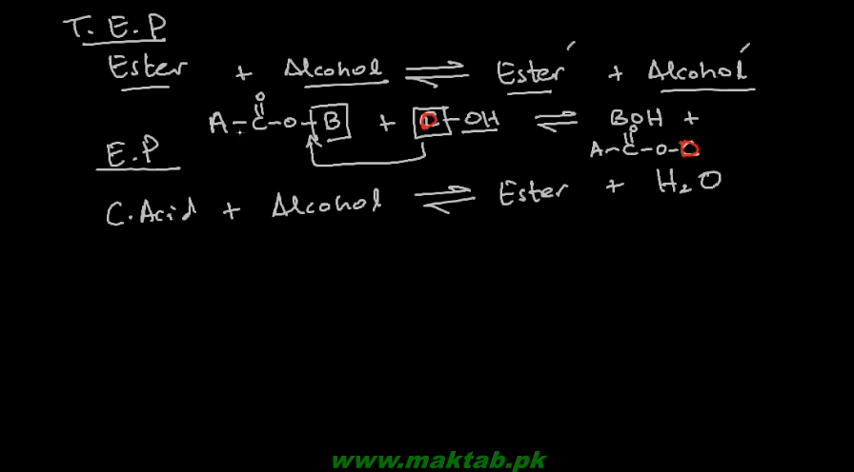 T. E. P
Ester + Alcohol ⇌ Ester′ + Alcohol′
O O
A-C-O-B + -OH ⇌ BOH +
A-C-O-
E.P
C. Acid + Alcohol ⇌ Ester + H₂O
www.maktab.pk